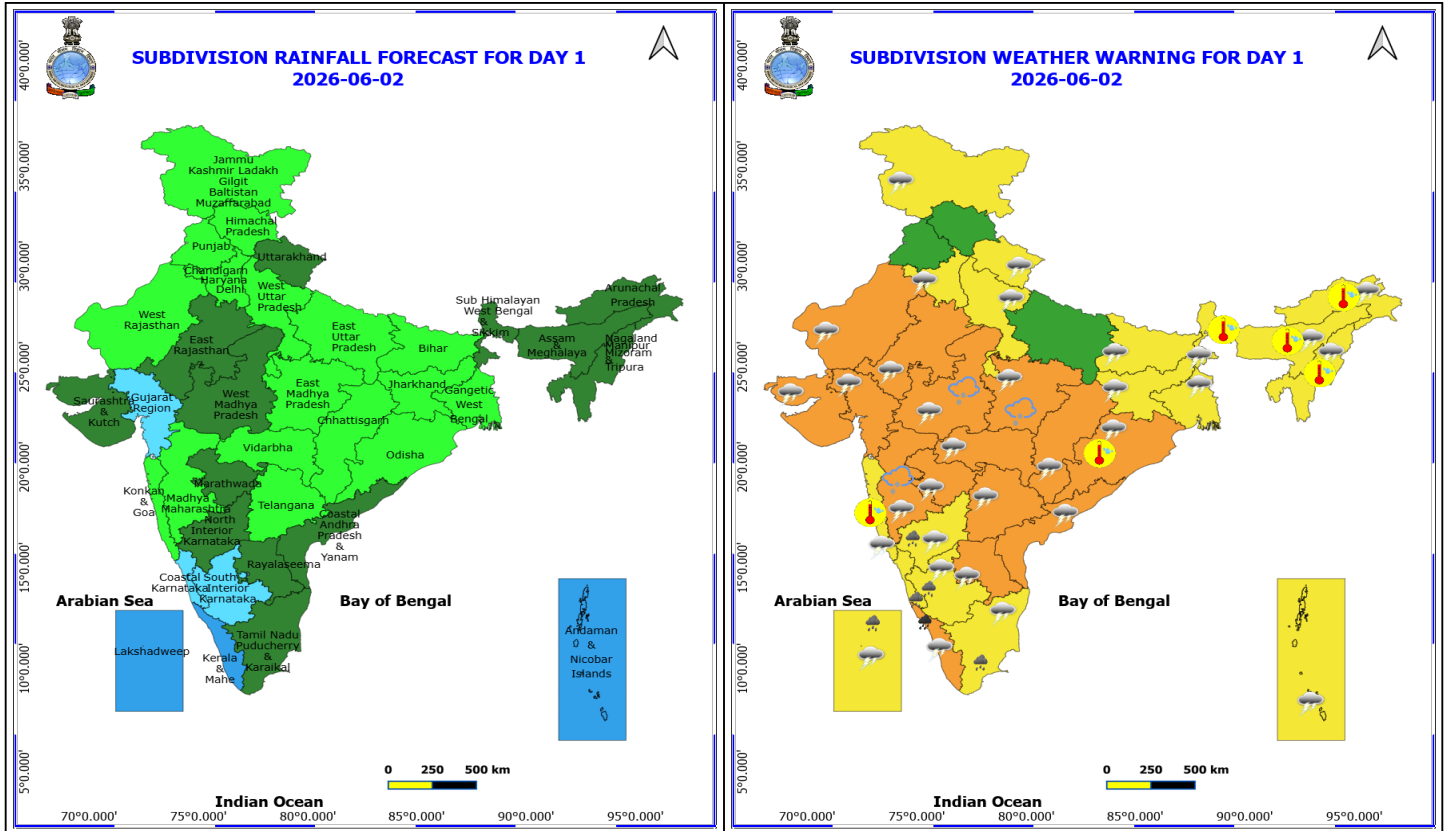 SUBDIVISION RAINFALL FORECAST FOR DAY 1
2026-06-02
40°0.000'
35°0.000'
30°0.000'
25°0.000'
20°0.000'
15°0.000'
10°0.000'
5°0.000'
Jammu
Kashmir Ladakh
Gilgit
Baltistan
Muzaffarabad
Himachal
Pradesh
Punjab
Uttarakhand
Chandigarh
Haryana
Delhi
West
Uttar
Pradesh
Arunachal
Pradesh
Sub Himalayan
West Bengal
&
Sikkim
West
Rajasthan
East
Rajasthan
East
Uttar
Pradesh
Bihar
Assam
&
Meghalaya
Nagaland
Manipur
Mizoram
&
Tripura
Saurashtra
&
Kutch
Gujarat
Region
West
Madhya
Pradesh
East
Madhya
Pradesh
Jharkhand
Gangetic
West
Bengal
Chhattisgarh
Vidarbha
Odisha
Konkan
&
Goa
Madhya
Maharashtra
Marathwada
Telangana
North
Interior
Karnataka
Coastal
Andhra
Pradesh
&
Yanam
Rayalaseema
Coastal
Karnataka
South
Interior
Karnataka
Arabian Sea
Bay of Bengal
Lakshadweep
Kerala
&
Mahe
Tamil Nadu
Puducherry
&
Karaikal
Andaman
&
Nicobar
Islands
0 250 500 km
Indian Ocean
70°0.000' 75°0.000' 80°0.000' 85°0.000' 90°0.000' 95°0.000'
SUBDIVISION WEATHER WARNING FOR DAY 1
2026-06-02
40°0.000'
35°0.000'
30°0.000'
25°0.000'
20°0.000'
15°0.000'
10°0.000'
5°0.000'
Arabian Sea
Bay of Bengal
0 250 500 km
Indian Ocean
70°0.000' 75°0.000' 80°0.000' 85°0.000' 90°0.000' 95°0.000'